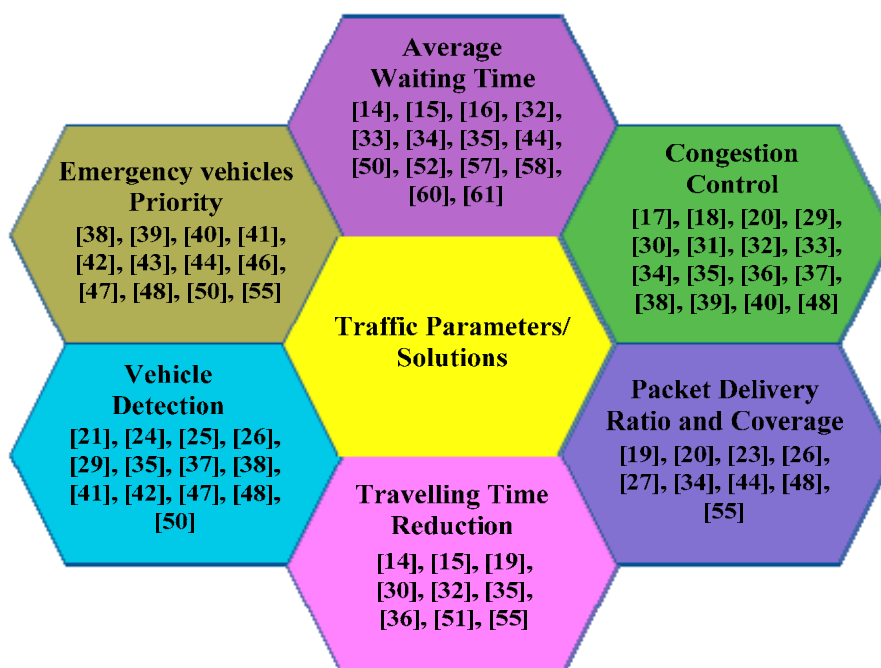 Average
Waiting Time
[14], [15], [16], [32],
[33], [34], [35], [44],
[50], [52], [57], [58],
[60], [61]
Emergency vehicles
Priority
[38], [39], [40], [41],
[42], [43], [44], [46],
[47], [48], [50], [55]
Congestion
Control
[17], [18], [20], [29],
[30], [31], [32], [33],
[34], [35], [36], [37],
[38], [39], [40], [48]
Traffic Parameters/
Solutions
Vehicle
Detection
[21], [24], [25], [26],
[29], [35], [37], [38],
[41], [42], [47], [48],
[50]
Packet Delivery
Ratio and Coverage
[19], [20], [23], [26],
[27], [34], [44], [48],
[55]
Travelling Time
Reduction
[14], [15], [19],
[30], [32], [35],
[36], [51], [55]